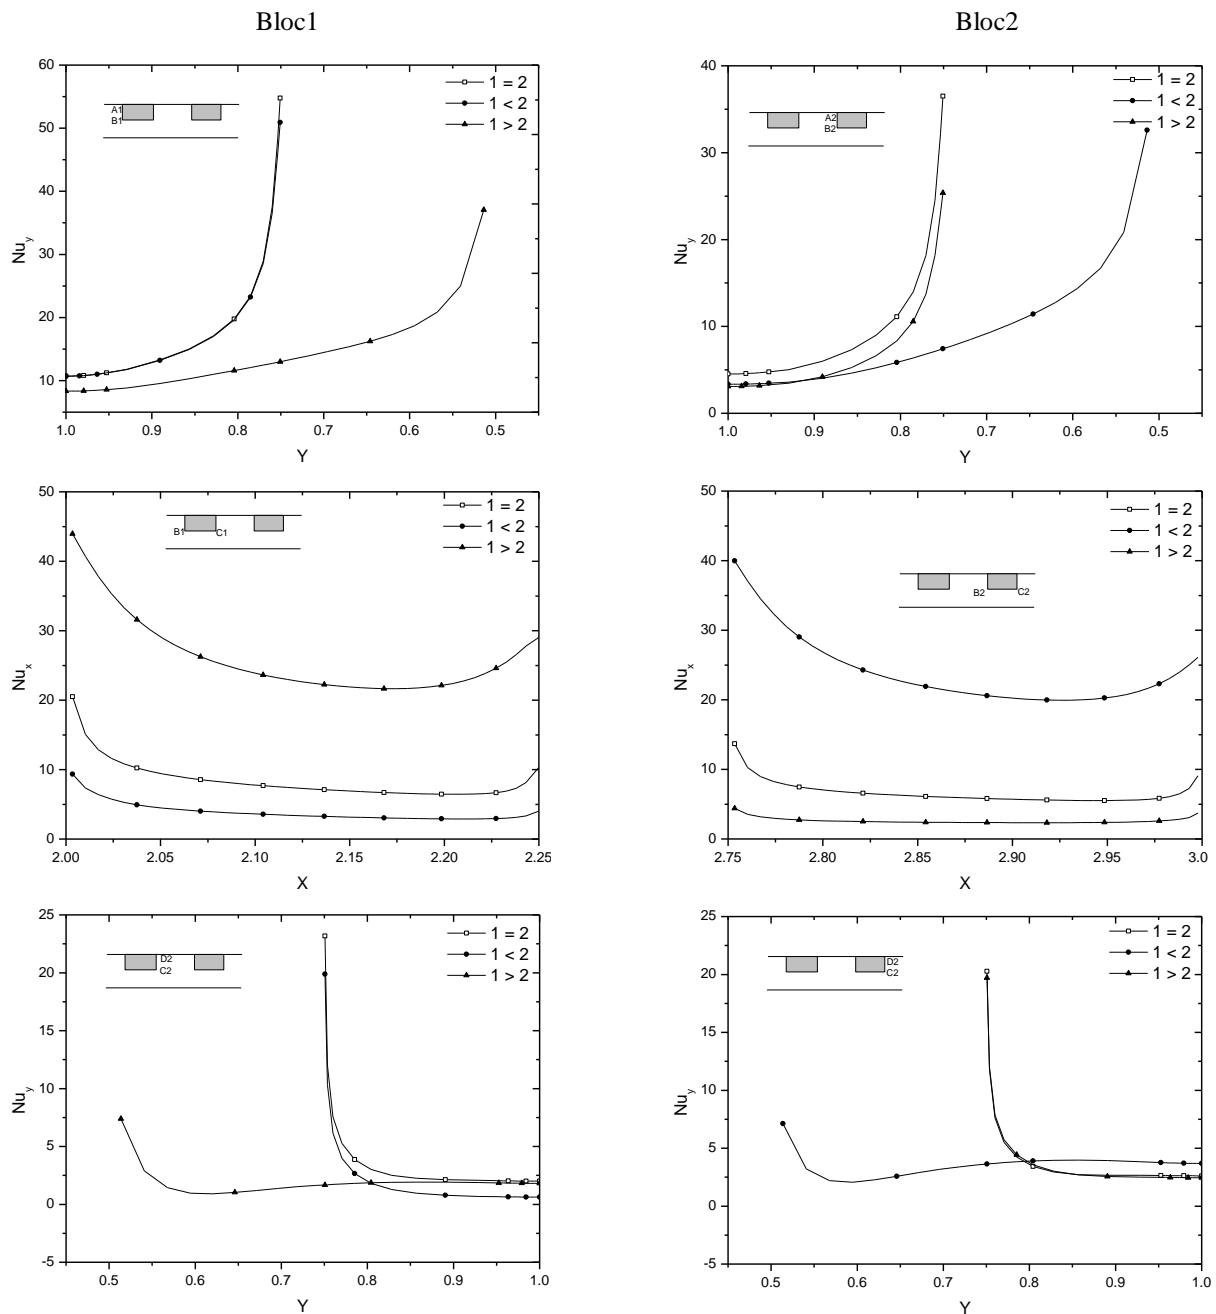 Bloc1
Bloc2
60
50
40
30
20
10
1.0 0.9 0.8 0.7 0.6 0.5
Nu_y
Y
1 = 2
1 < 2
1 > 2
A1
B1
40
30
20
10
0
1.0 0.9 0.8 0.7 0.6 0.5
Nu_y
Y
1 = 2
1 < 2
1 > 2
A2
B2
50
40
30
20
10
0
2.00 2.05 2.10 2.15 2.20 2.25
Nu_x
X
1 = 2
1 < 2
1 > 2
B1 C1
50
40
30
20
10
0
2.75 2.80 2.85 2.90 2.95 3.0
Nu_x
X
1 = 2
1 < 2
1 > 2
B2 C2
25
20
15
10
5
0
-5
0.5 0.6 0.7 0.8 0.9 1.0
Nu_y
Y
1 = 2
1 < 2
1 > 2
D2
C2
25
20
15
10
5
0
-5
0.5 0.6 0.7 0.8 0.9 1.0
Nu_y
Y
1 = 2
1 < 2
1 > 2
D2
C2